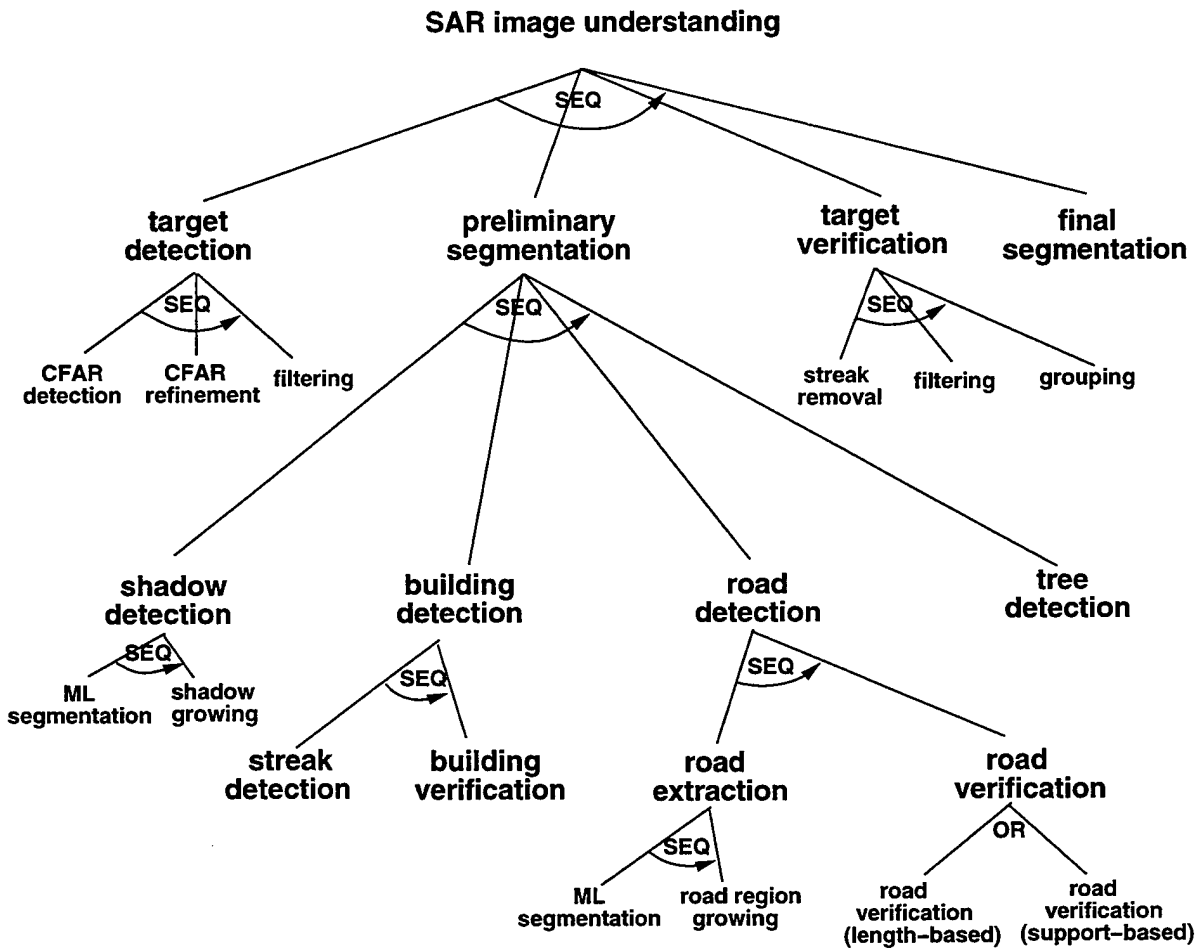 SAR image understanding
SEQ
target
detection
preliminary
segmentation
target
verification
final
segmentation
SEQ
SEQ
SEQ
CFAR
detection
CFAR
refinement
filtering
streak
removal
filtering
grouping
shadow
detection
building
detection
road
detection
tree
detection
SEQ
SEQ
SEQ
ML
segmentation
shadow
growing
streak
detection
building
verification
road
extraction
road
verification
SEQ
OR
ML
segmentation
road region
growing
road
verification
(length-based)
road
verification
(support-based)